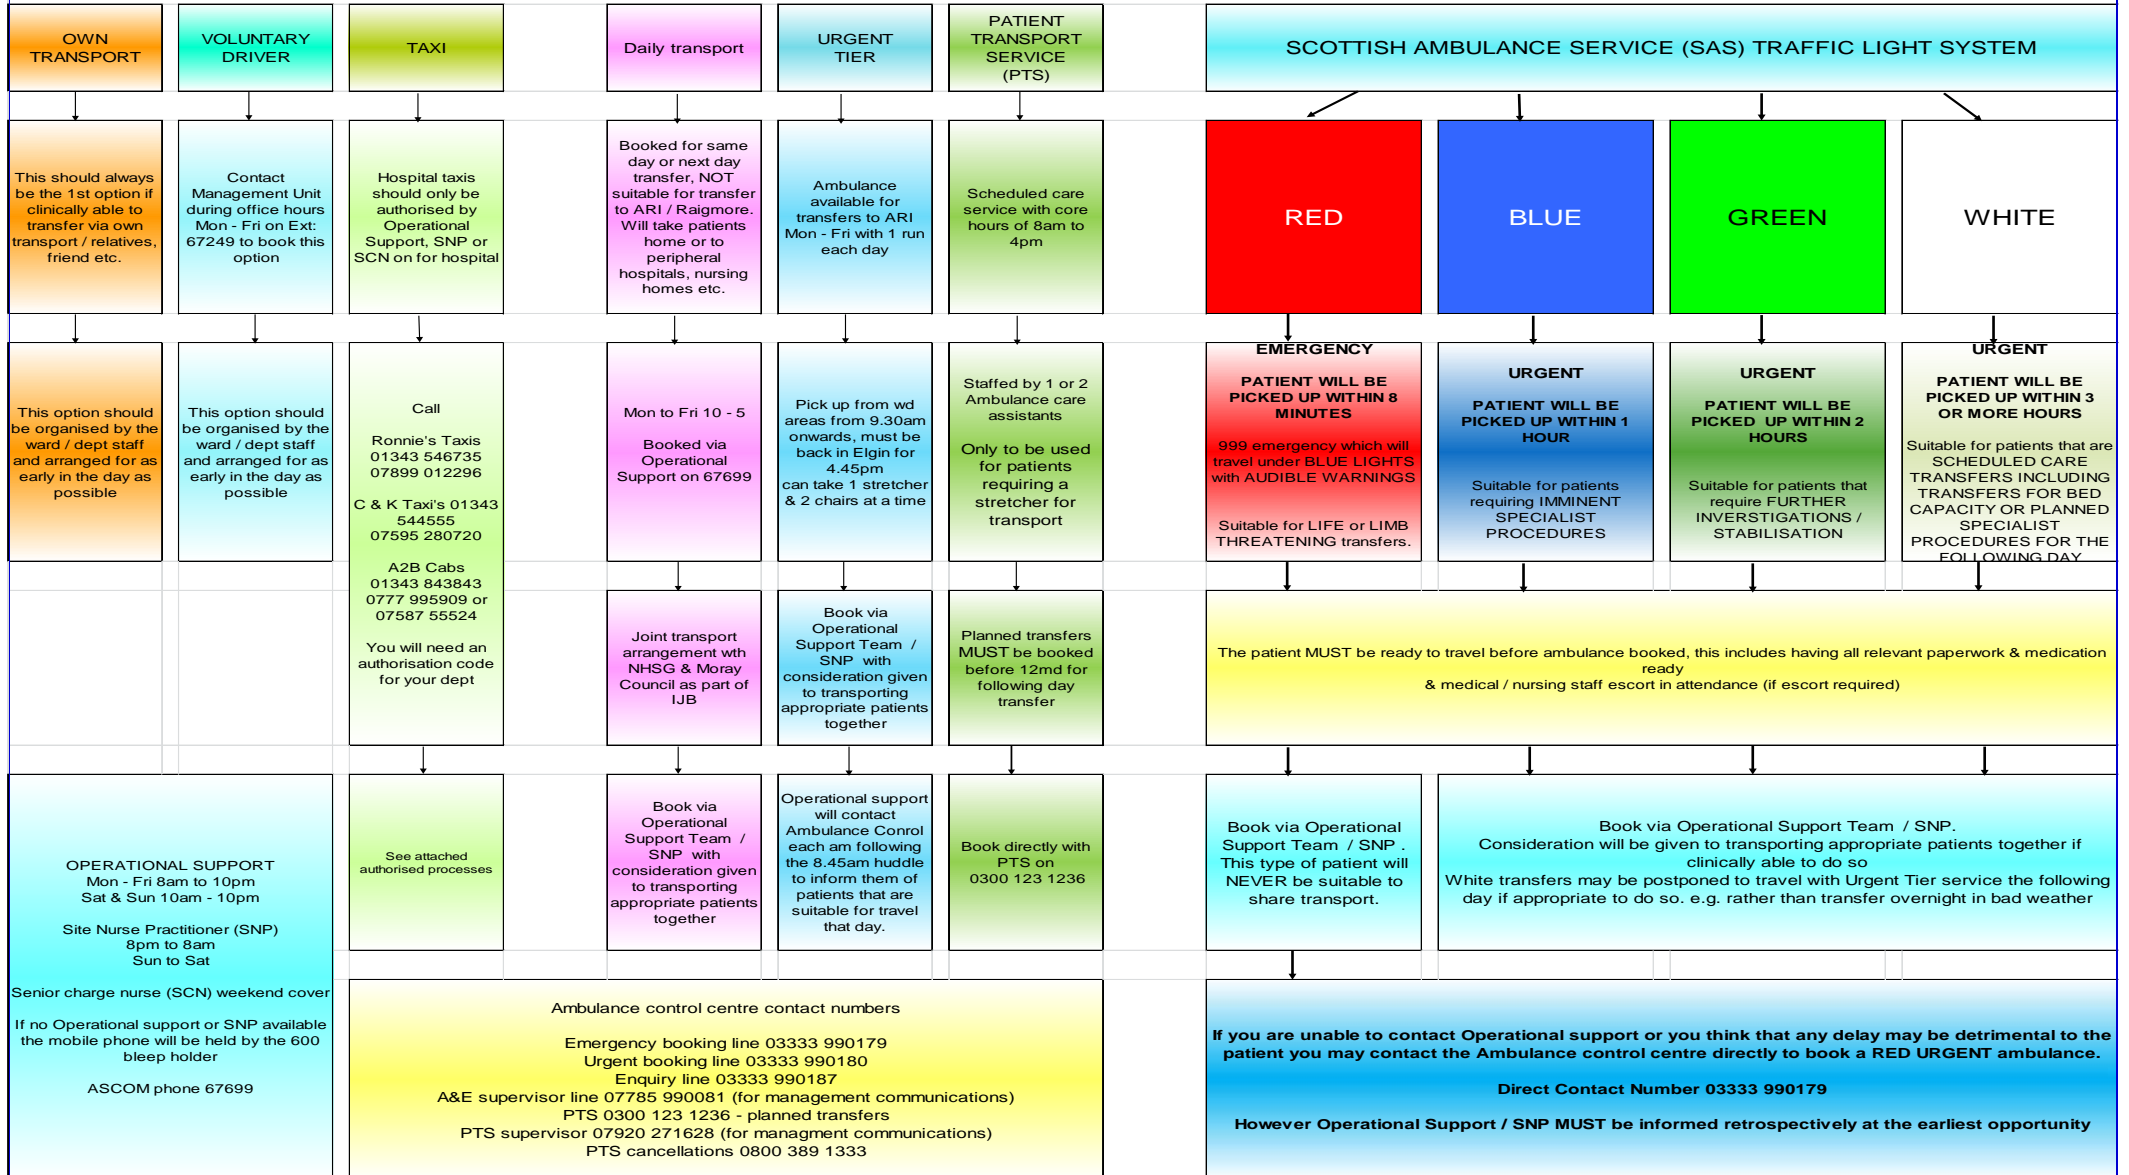 OWN
TRANSPORT
VOLUNTARY
DRIVER
TAXI
Daily transport
URGENT
TIER
PATIENT
TRANSPORT
SERVICE
(PTS)
SCOTTISH AMBULANCE SERVICE (SAS) TRAFFIC LIGHT SYSTEM
This should always
be the 1st option if
clinically able to
transfer via own
transport / relatives,
friend etc.
Contact
Management Unit
during office hours
Mon - Fri on Ext:
67249 to book this
option
Hospital taxis
should only be
authorised by
Operational
Support, SNP or
SCN on for hospital
Booked for same
day or next day
transfer, NOT
suitable for transfer
to ARI / Raigmore.
Will take patients
home or to
peripheral
hospitals, nursing
homes etc.
Ambulance
available for
transfers to ARI
Mon - Fri with 1 run
each day
Scheduled care
service with core
hours of 8am to
4pm
RED
BLUE
GREEN
WHITE
This option should
be organised by the
ward / dept staff
and arranged for as
early in the day as
possible
This option should
be organised by the
ward / dept staff
and arranged for as
early in the day as
possible
Call
Ronnie's Taxis
01343 546735
07899 012296
C & K Taxi's 01343
544555
07595 280720
A2B Cabs
01343 843843
0777 995909 or
07587 55524
You will need an
authorisation code
for your dept
Mon to Fri 10 - 5
Booked via
Operational
Support on 67699
Pick up from wd
areas from 9.30am
onwards, must be
back in Elgin for
4.45pm
can take 1 stretcher
& 2 chairs at a time
Staffed by 1 or 2
Ambulance care
assistants
Only to be used
for patients
requiring a
stretcher for
transport
EMERGENCY
PATIENT WILL BE
PICKED UP WITHIN 8
MINUTES
999 emergency which will
travel under BLUE LIGHTS
with AUDIBLE WARNINGS
Suitable for LIFE or LIMB
THREATENING transfers.
URGENT
PATIENT WILL BE
PICKED UP WITHIN 1
HOUR
Suitable for patients
requiring IMMINENT
SPECIALIST
PROCEDURES
URGENT
PATIENT WILL BE
PICKED  UP WITHIN 2
HOURS
Suitable for patients that
require FURTHER
INVERSTIGATIONS /
STABILISATION
URGENT
PATIENT WILL BE
PICKED UP WITHIN 3
OR MORE HOURS
Suitable for patients that are
SCHEDULED CARE
TRANSFERS INCLUDING
TRANSFERS FOR BED
CAPACITY OR PLANNED
SPECIALIST
PROCEDURES FOR THE
FOLLOWING DAY
Joint transport
arrangement wth
NHSG & Moray
Council as part of
IJB
Book via
Operational
Support Team  /
SNP  with
consideration given
to transporting
appropriate patients
together
Planned transfers
MUST be booked
before 12md for
following day
transfer
The patient MUST be ready to travel before ambulance booked, this includes having all relevant paperwork & medication
ready
& medical / nursing staff escort in attendance (if escort required)
OPERATIONAL SUPPORT
Mon - Fri 8am to 10pm
Sat & Sun 10am - 10pm
Site Nurse Practitioner (SNP)
8pm to 8am
Sun to Sat
Senior charge nurse (SCN) weekend cover
If no Operational support or SNP available
the mobile phone will be held by the 600
bleep holder
ASCOM phone 67699
See attached
authorised processes
Book via
Operational
Support Team  /
SNP  with
consideration given
to transporting
appropriate patients
together
Operational support
will contact
Ambulance Conrol
each am following
the 8.45am huddle
to inform them of
patients that are
suitable for travel
that day.
Book directly with
PTS on
0300 123 1236
Book via Operational
Support Team  / SNP .
This type of patient will
NEVER be suitable to
share transport.
Book via Operational Support Team  / SNP.
Consideration will be given to transporting appropriate patients together if
clinically able to do so
White transfers may be postponed to travel with Urgent Tier service the following
day if appropriate to do so. e.g. rather than transfer overnight in bad weather
Ambulance control centre contact numbers
Emergency booking line 03333 990179
Urgent booking line 03333 990180
Enquiry line 03333 990187
A&E supervisor line 07785 990081 (for management communications)
PTS 0300 123 1236 - planned transfers
PTS supervisor 07920 271628 (for managment communications)
PTS cancellations 0800 389 1333
If you are unable to contact Operational support or you think that any delay may be detrimental to the
patient you may contact the Ambulance control centre directly to book a RED URGENT ambulance.
Direct Contact Number 03333 990179
However Operational Support / SNP MUST be informed retrospectively at the earliest opportunity